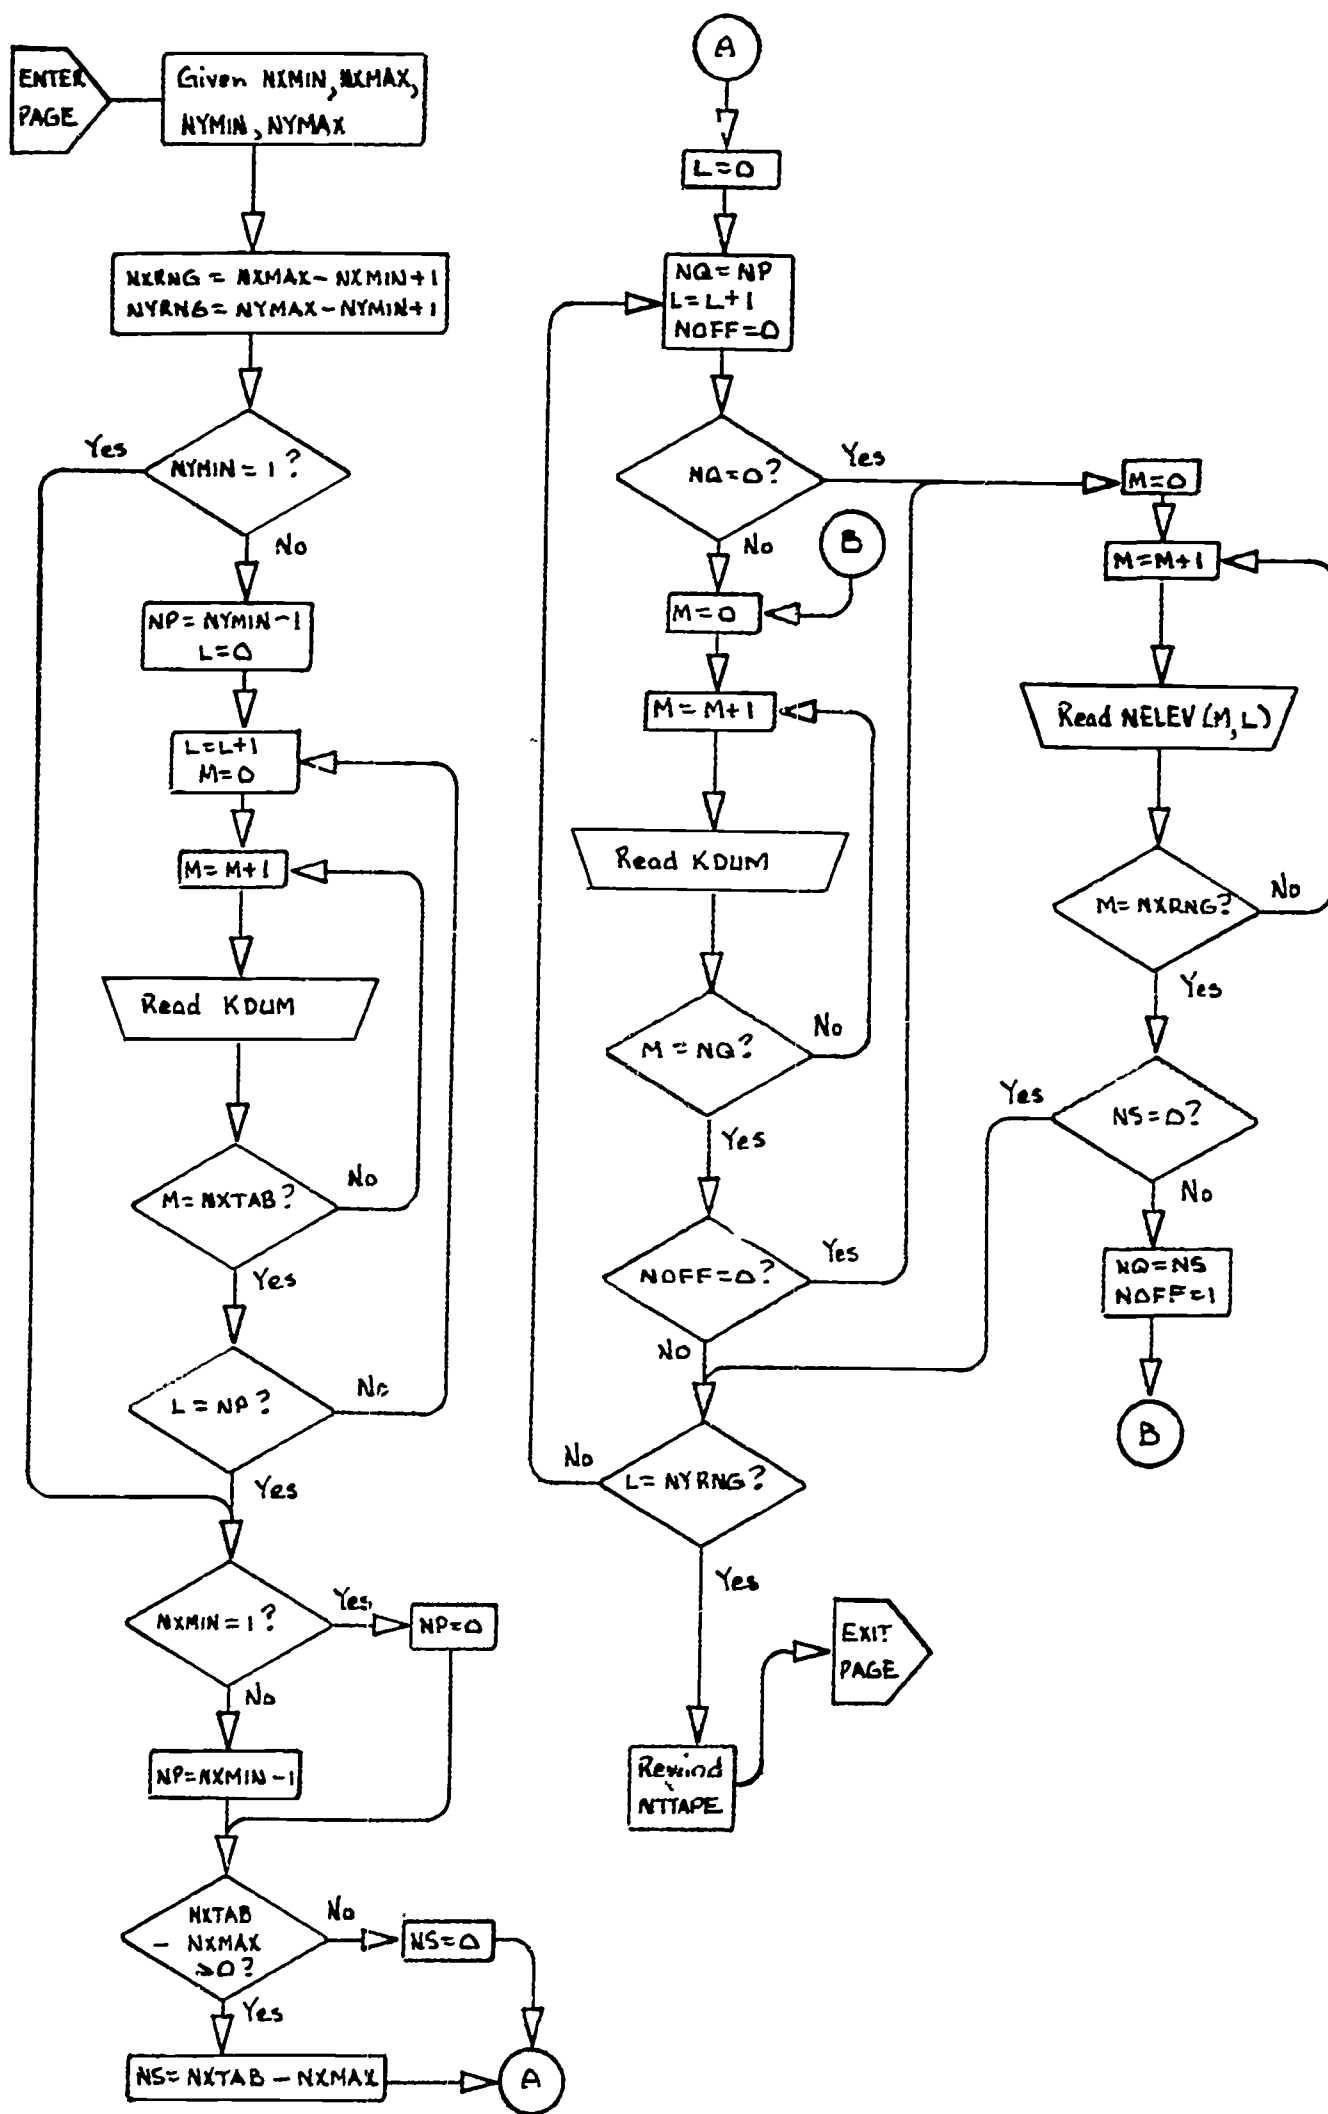 ENTER
PAGE
Given NXMIN, NXMAX,
NYMIN, NYMAX
NXRNG = NXMAX - NXMIN+1
NYRNG = NYMAX - NYMIN+1
NYMIN = 1?
Yes
No
NP = NYMIN-1
L=0
L=L+1
M=0
M=M+1
Read KDUM
M=NXTAB?
No
Yes
L=NP?
No
Yes
NXMIN=1?
Yes
NP=0
No
NP=NXMIN-1
NXTAB
- NXMAX
≥0?
No
NS=0
Yes
NS=NXTAB - NXMAX
A
A
L=0
NQ=NP
L=L+1
NOFF=0
NQ=0?
Yes
No
B
M=0
M=M+1
Read KDUM
M=NQ?
No
Yes
NOFF=0?
Yes
No
L=NYRNG?
No
Yes
Rewind
NTTAPE
EXIT
PAGE
M=0
M=M+1
Read NELEV(M,L)
M=NXRNG?
No
Yes
NS=0?
Yes
No
NQ=NS
NOFF=1
B